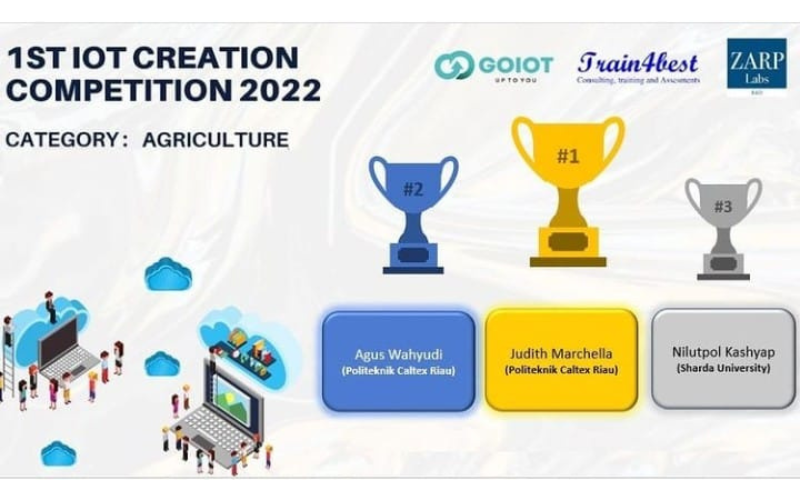 1ST IOT CREATION
COMPETITION 2022
CATEGORY: AGRICULTURE
GOIOT
UP TO YOU
Train4best
Consulting, training and Assesments
ZARP
Labs
#2
#1
#3
Agus Wahyudi
(Politeknik Caltex Riau)
Judith Marchella
(Politeknik Caltex Riau)
Nilutpol Kashyap
(Sharda University)